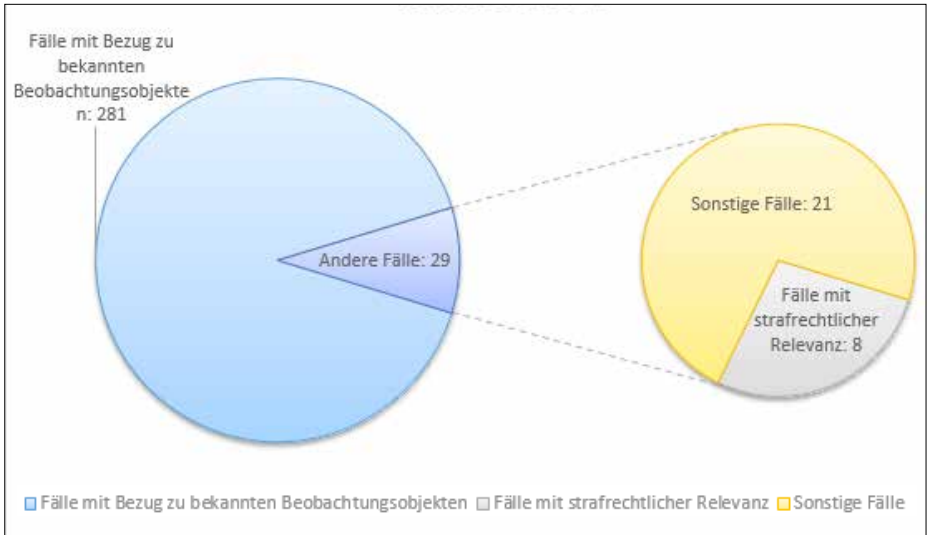 Fälle mit Bezug zu
bekannten
Beobachtungsobjekte
n: 281
Andere Fälle: 29
Sonstige Fälle: 21
Fälle mit
strafrechtlicher
Relevanz: 8
Fälle mit Bezug zu bekannten Beobachtungsobjekten Fälle mit strafrechtlicher Relevanz Sonstige Fälle